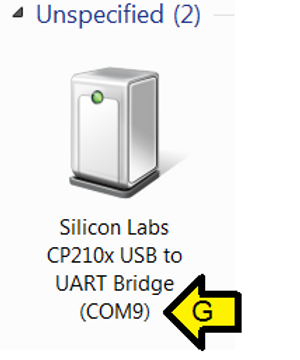 Unspecified (2)
Silicon Labs
CP210x USB to
UART Bridge
(COM9)
G